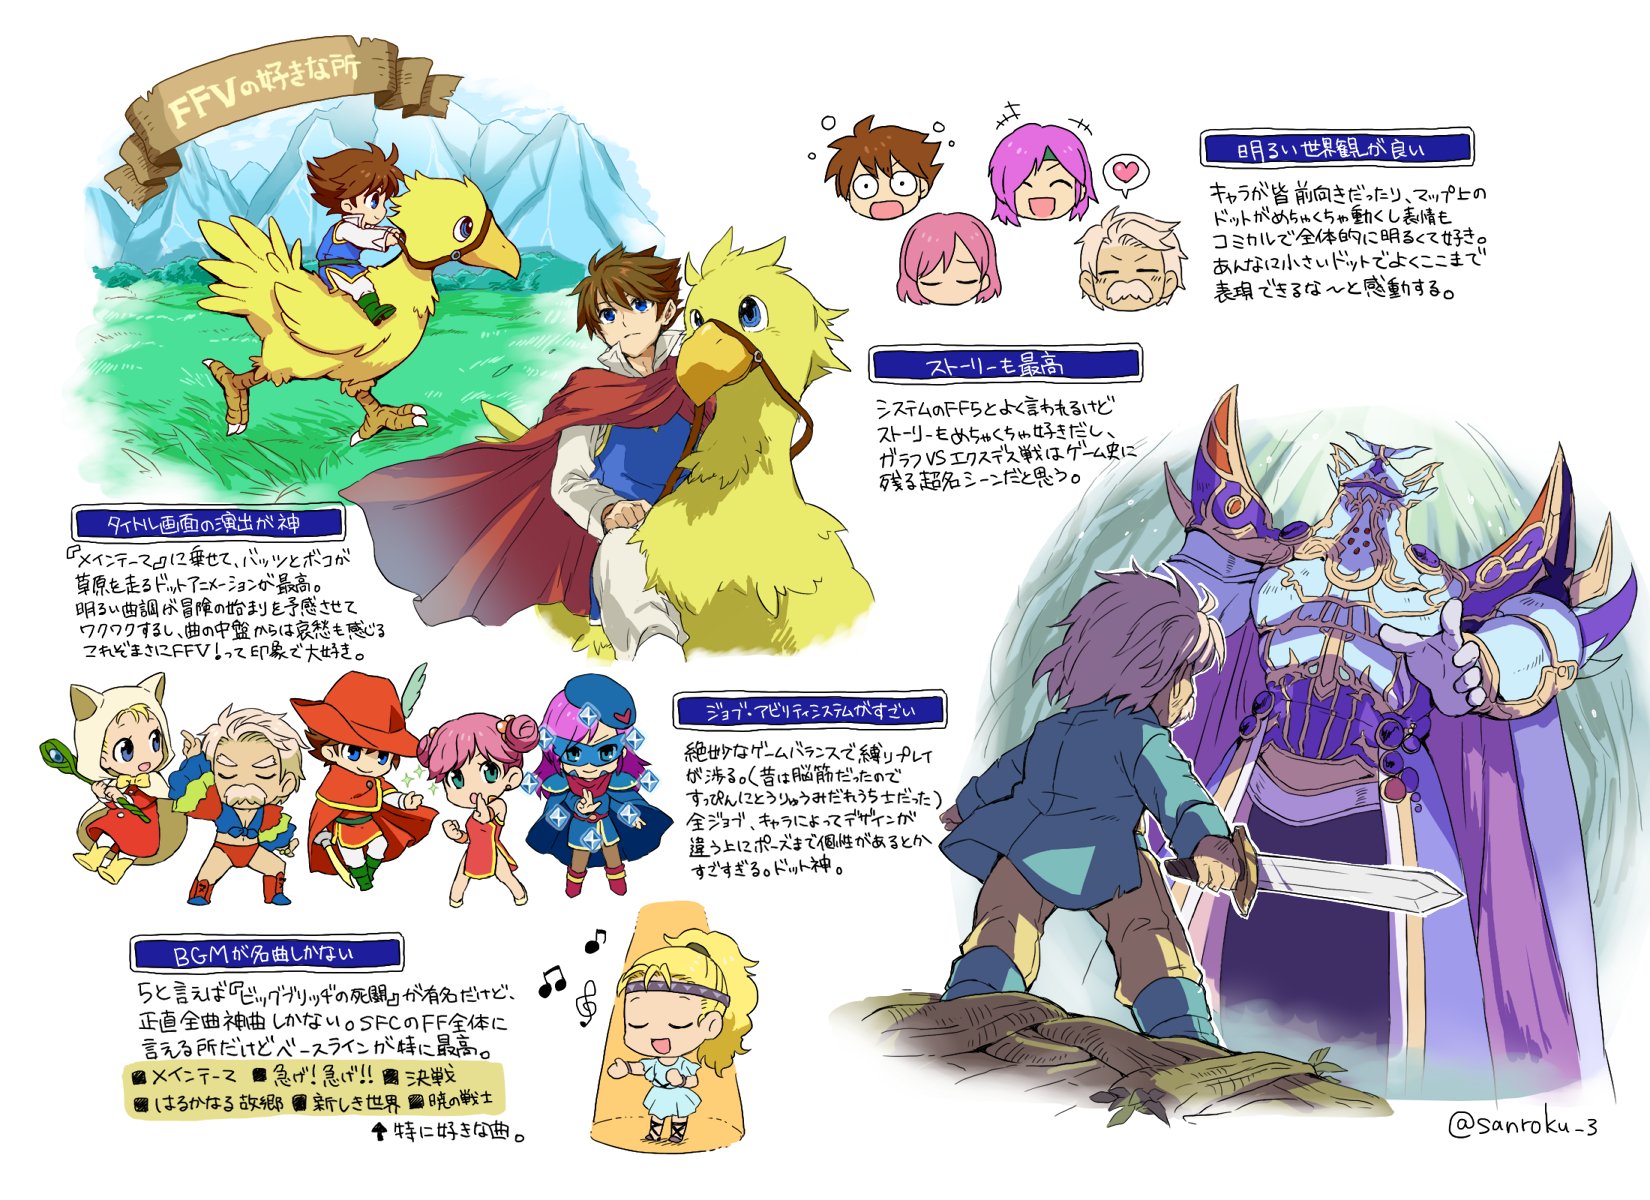 FFVの好きな所
タイトル画面の演出が神
『メインテーマ』に乗せて、バッツとボコが
草原を走るドットアニメーションが最高。
明るい曲調が冒険の始まりを予感させて
ワクワクするし、曲の中盤からは哀愁も感じる
これぞまさにFFV!って印象で大好き。
明るい世界観が良い
キャラが皆前向きだったり、マップ上の
ドットがめちゃくちゃ動くし表情も
コミカルで全体的に明るくて好き。
あんなに小さいドットでよくここまで
表現できるな〜と感動する。
ストーリーも最高
システムのFF5とよく言われるけど
ストーリーもめちゃくちゃ好きだし、
ガラフVSエクスデス戦はゲーム史に
残る超名シーンだと思う。
ジョブ・アビリティシステムがすごい
絶妙なゲームバランスで縛りプレイ
が捗る。(昔は脳筋だったので
すっぴんにとうりゅうみだれうち士だった)
全ジョブ、キャラによってデザインが
違う上にポーズまで個性があるとか
すごすぎる。ドット神。
BGMが名曲しかない
5と言えば『ビッグブリッヂの死闘』が有名だけど、
正直全曲神曲しかない。SFCのFF全体に
言える所だけどベースラインが特に最高。
■メインテーマ ■急げ!急げ!! ■決戦
■はるかなる故郷 ■新しき世界 ■暁の戦士
↑特に好きな曲。
@sanroku_3